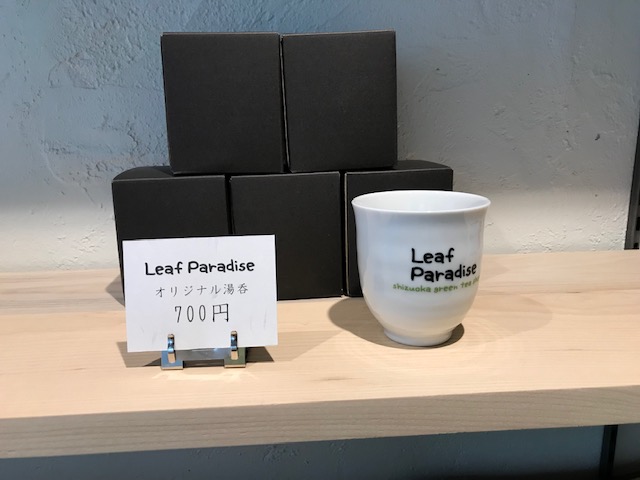 Leaf Paradise
オリジナル湯呑
700円
Leaf
Paradise
shizuoka green tea